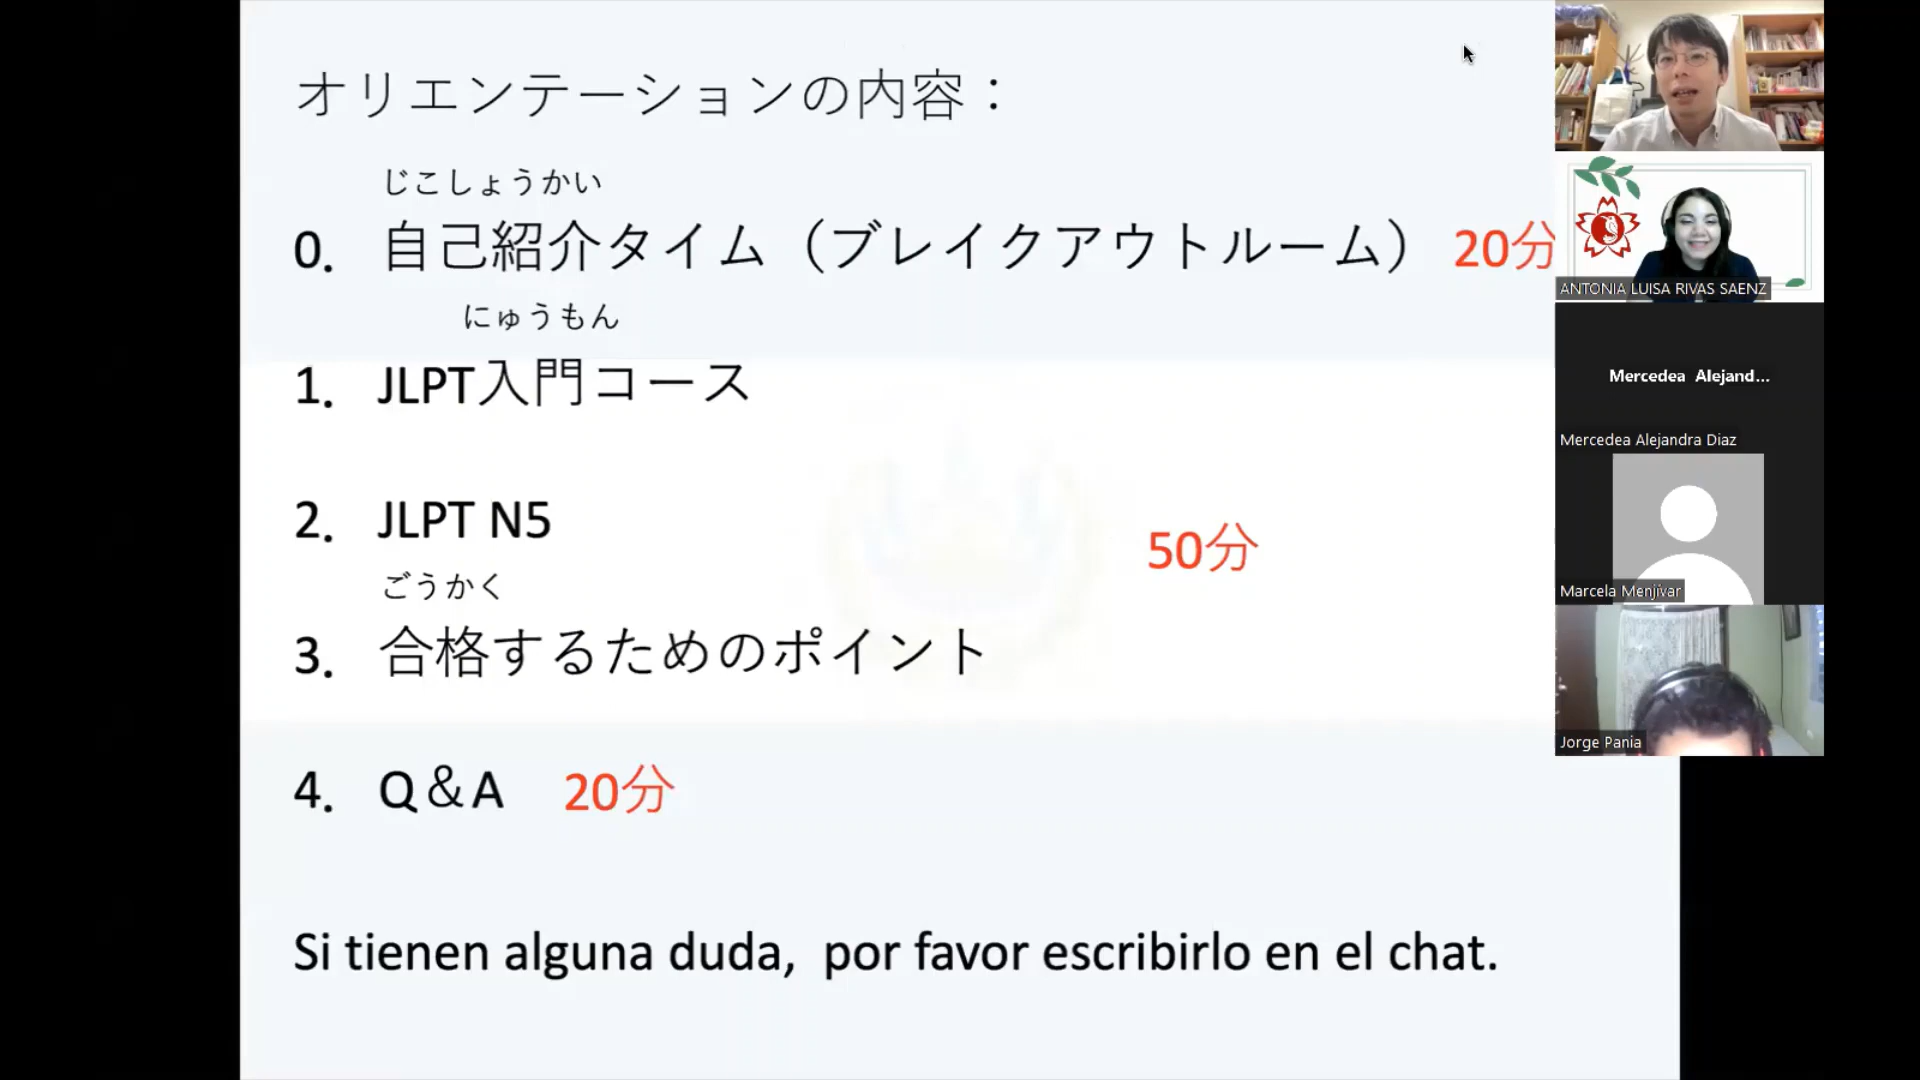 オリエンテーションの内容：
じこしょうかい
0. 自己紹介タイム（ブレイクアウトルーム） 20分
にゅうもん
1. JLPT入門コース
2. JLPT N5
50分
ごうかく
3. 合格するためのポイント
4. Q＆A 20分
Si tienen alguna duda, por favor escribirlo en el chat.
ANTONIA LUISA RIVAS SAENZ
Mercedea Alejand...
Mercedea Alejandra Diaz
Marcela Menjivar
Jorge Pania